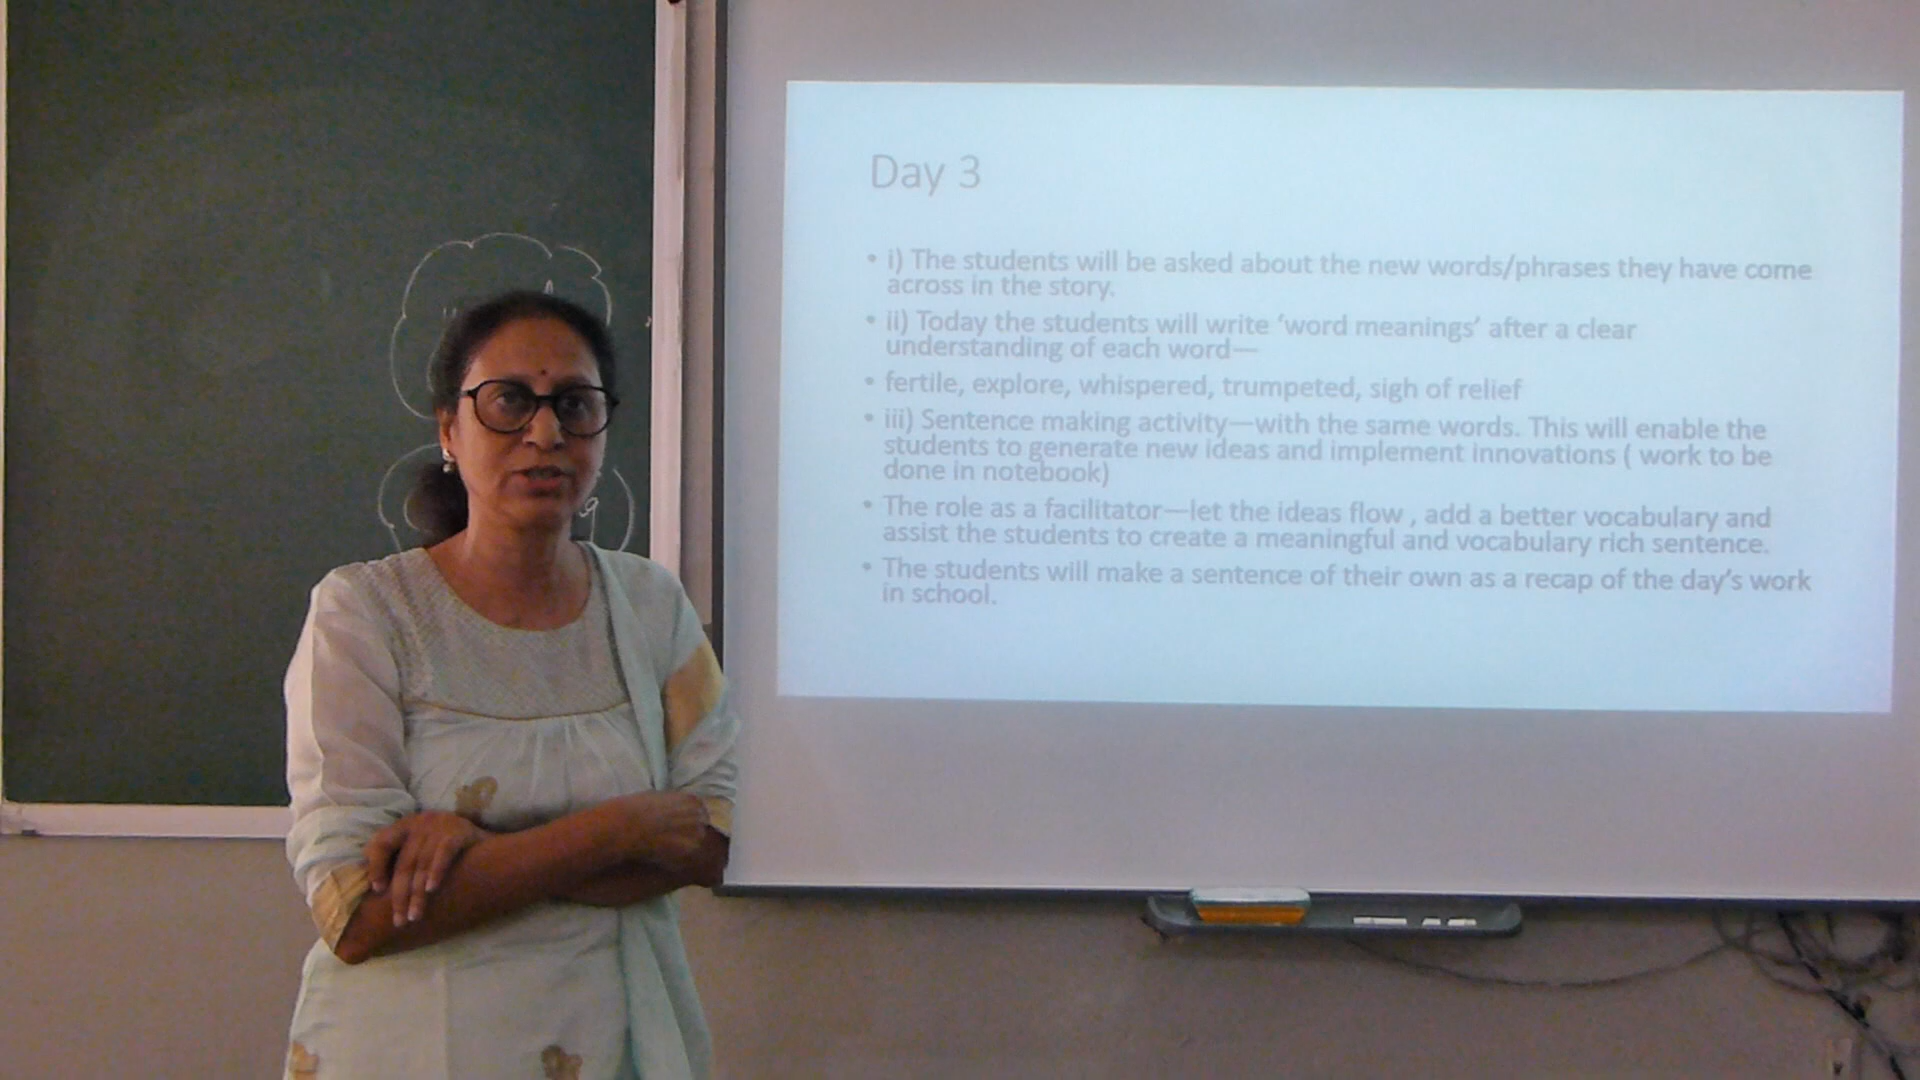 Day 3
• i) The students will be asked about the new words/phrases they have come
across in the story.
• ii) Today the students will write ‘word meanings’ after a clear
understanding of each word—
• fertile, explore, whispered, trumpeted, sigh of relief
• iii) Sentence making activity—with the same words. This will enable the
students to generate new ideas and implement innovations ( work to be
done in notebook)
• The role as a facilitator—let the ideas flow , add a better vocabulary and
assist the students to create a meaningful and vocabulary rich sentence.
• The students will make a sentence of their own as a recap of the day’s work
in school.